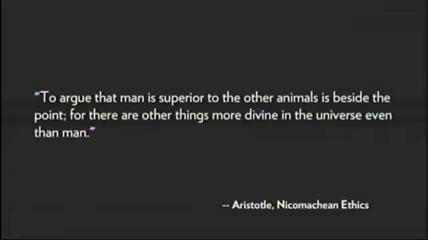 "To argue that man is superior to the other animals is beside the
point; for there are other things more divine in the universe even
than man."
-- Aristotle, Nicomachean Ethics